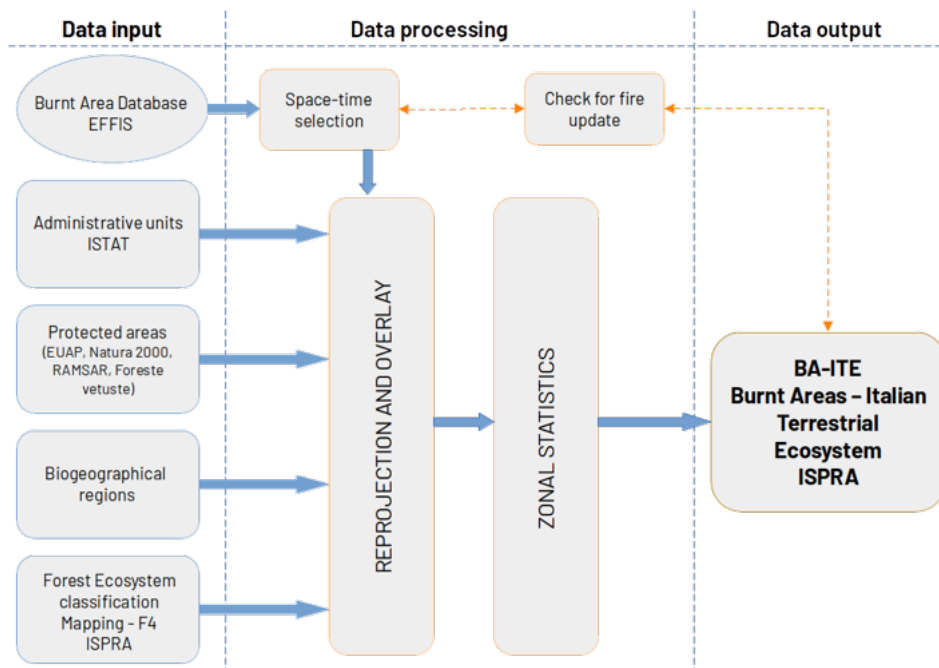 Data input
Data processing
Data output
Burnt Area Database
EFFIS
Space-time
selection
Check for fire
update
Administrative units
ISTAT
Protected areas
(EUAP, Natura 2000,
RAMSAR, Foreste
vetuste)
Biogeographical
regions
Forest Ecosystem
classification
Mapping - F4
ISPRA
REPROJECTION AND OVERLAY
ZONAL STATISTICS
BA-ITE
Burnt Areas – Italian
Terrestrial
Ecosystem
ISPRA